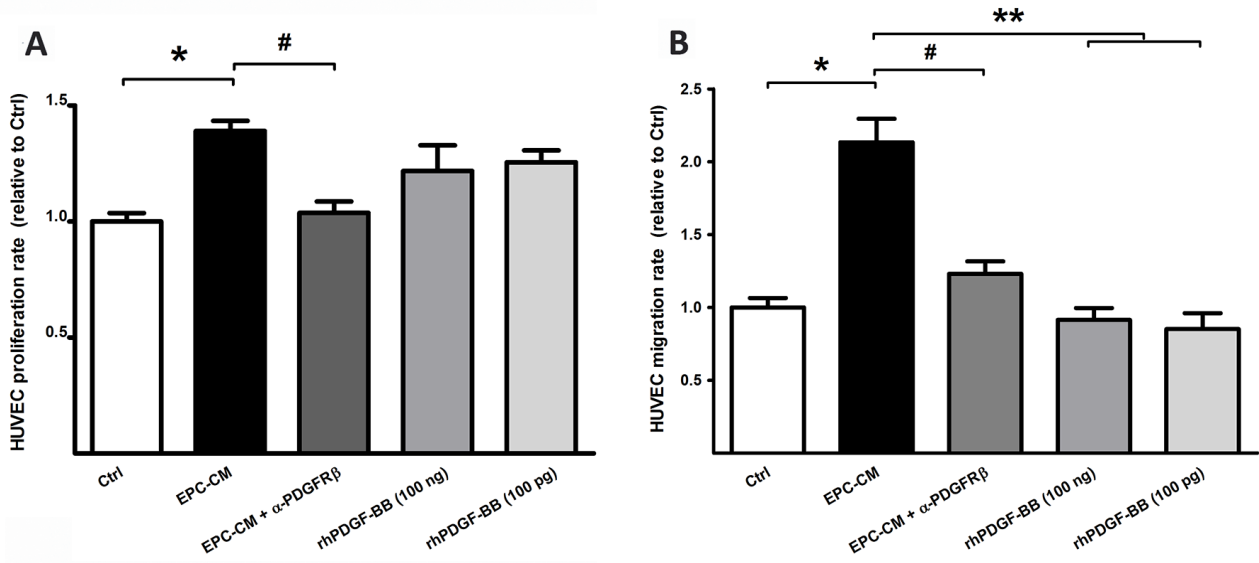 A
*
#
HUVEC proliferation rate (relative to Ctrl)
1.5
1.0
0.5
Ctrl
EPC-CM
EPC-CM + α-PDGFRβ
rhPDGF-BB (100 ng)
rhPDGF-BB (100 pg)
B
**
*
#
HUVEC migration rate (relative to Ctrl)
2.5
2.0
1.5
1.0
0.5
Ctrl
EPC-CM
EPC-CM + α-PDGFRβ
rhPDGF-BB (100 ng)
rhPDGF-BB (100 pg)